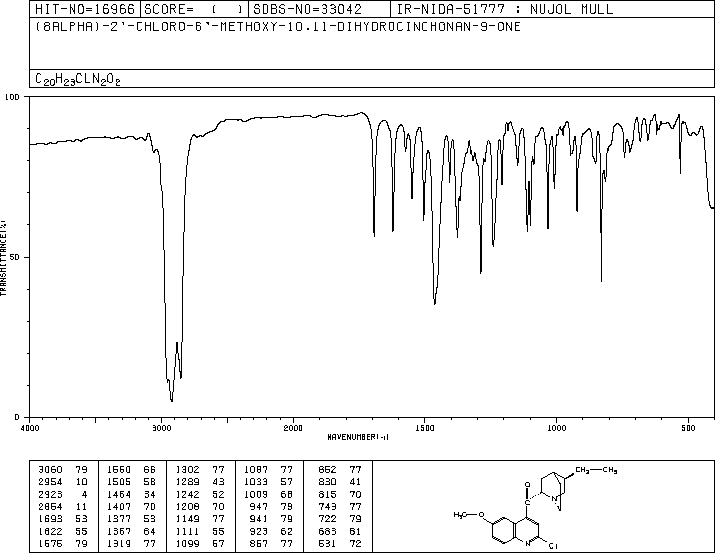 HIT-NO=16966 SCORE= ( ) SDBS-NO=33042 IR-NIDA-51777 : NUJOL MULL
(8ALPHA)-2'-CHLORO-6'-METHOXY-10,11-DIHYDROCINCHONAN-9-ONE
C20H23CLN2O2
100
50
0
TRANSMITTANCE(%)
4000 3000 2000 1500 1000 500
WAVENUMBER(-1)
3060 79 1560 66 1302 77 1087 77 852 77
2954 10 1505 58 1289 43 1033 57 830 41
2923 4 1464 34 1242 52 1009 68 815 70
2854 11 1407 70 1208 70 947 79 743 77
1693 53 1377 53 1149 77 941 79 722 79
1622 55 1367 64 1111 55 923 62 683 81
1575 79 1319 77 1099 57 857 77 531 72
CH2—CH3
O
C
N
MeO
N
Cl